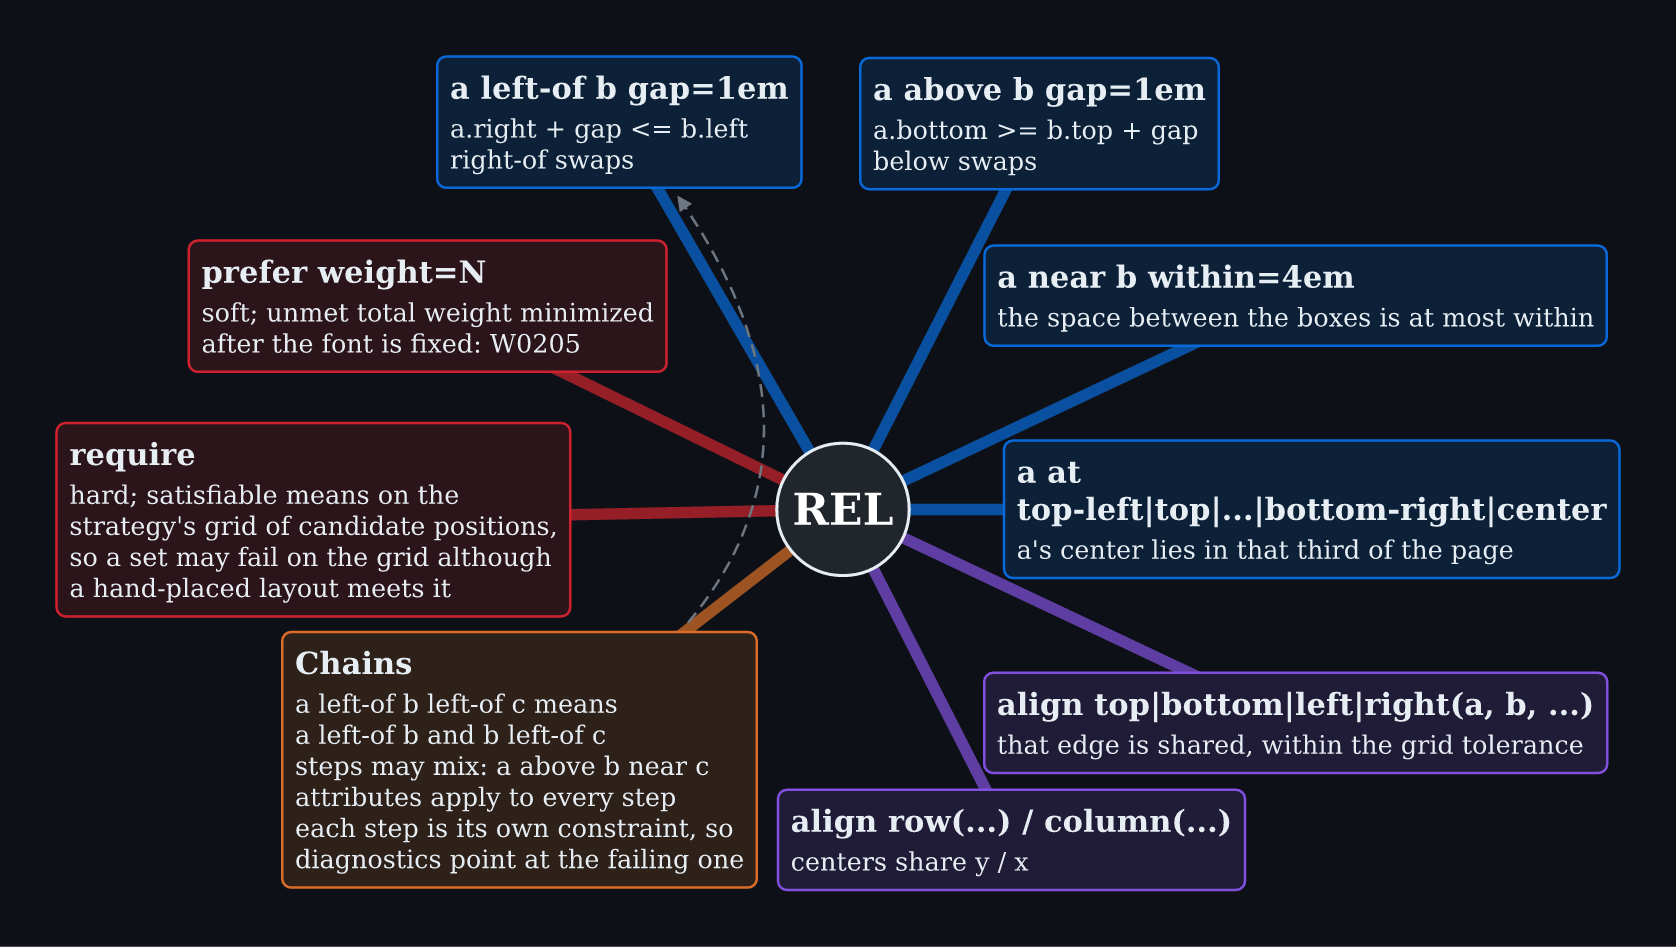 a left-of b gap=1em
a.right + gap <= b.left
right-of swaps
a above b gap=1em
a.bottom >= b.top + gap
below swaps
prefer weight=N
soft; unmet total weight minimized
after the font is fixed: W0205
a near b within=4em
the space between the boxes is at most within
require
hard; satisfiable means on the
strategy's grid of candidate positions,
so a set may fail on the grid although
a hand-placed layout meets it
REL
a at
top-left|top|...|bottom-right|center
a's center lies in that third of the page
Chains
a left-of b left-of c means
a left-of b and b left-of c
steps may mix: a above b near c
attributes apply to every step
each step is its own constraint, so
diagnostics point at the failing one
align top|bottom|left|right(a, b, ...)
that edge is shared, within the grid tolerance
align row(...) / column(...)
centers share y / x